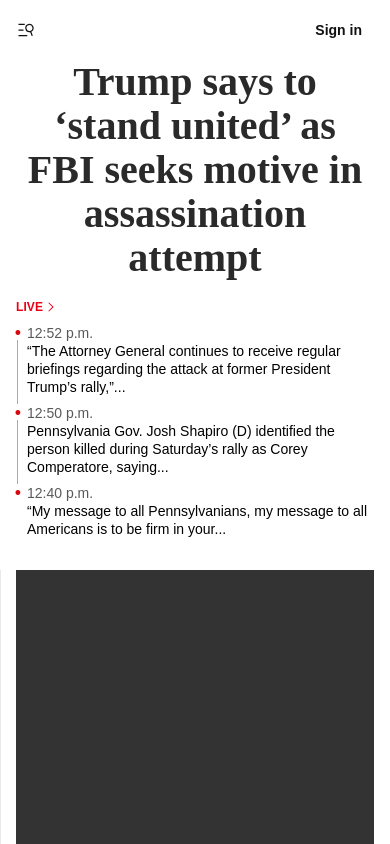 Sign in
Trump says to
‘stand united’ as
FBI seeks motive in
assassination
attempt
LIVE
12:52 p.m.
“The Attorney General continues to receive regular
briefings regarding the attack at former President
Trump’s rally,”...
12:50 p.m.
Pennsylvania Gov. Josh Shapiro (D) identified the
person killed during Saturday’s rally as Corey
Comperatore, saying...
12:40 p.m.
“My message to all Pennsylvanians, my message to all
Americans is to be firm in your...